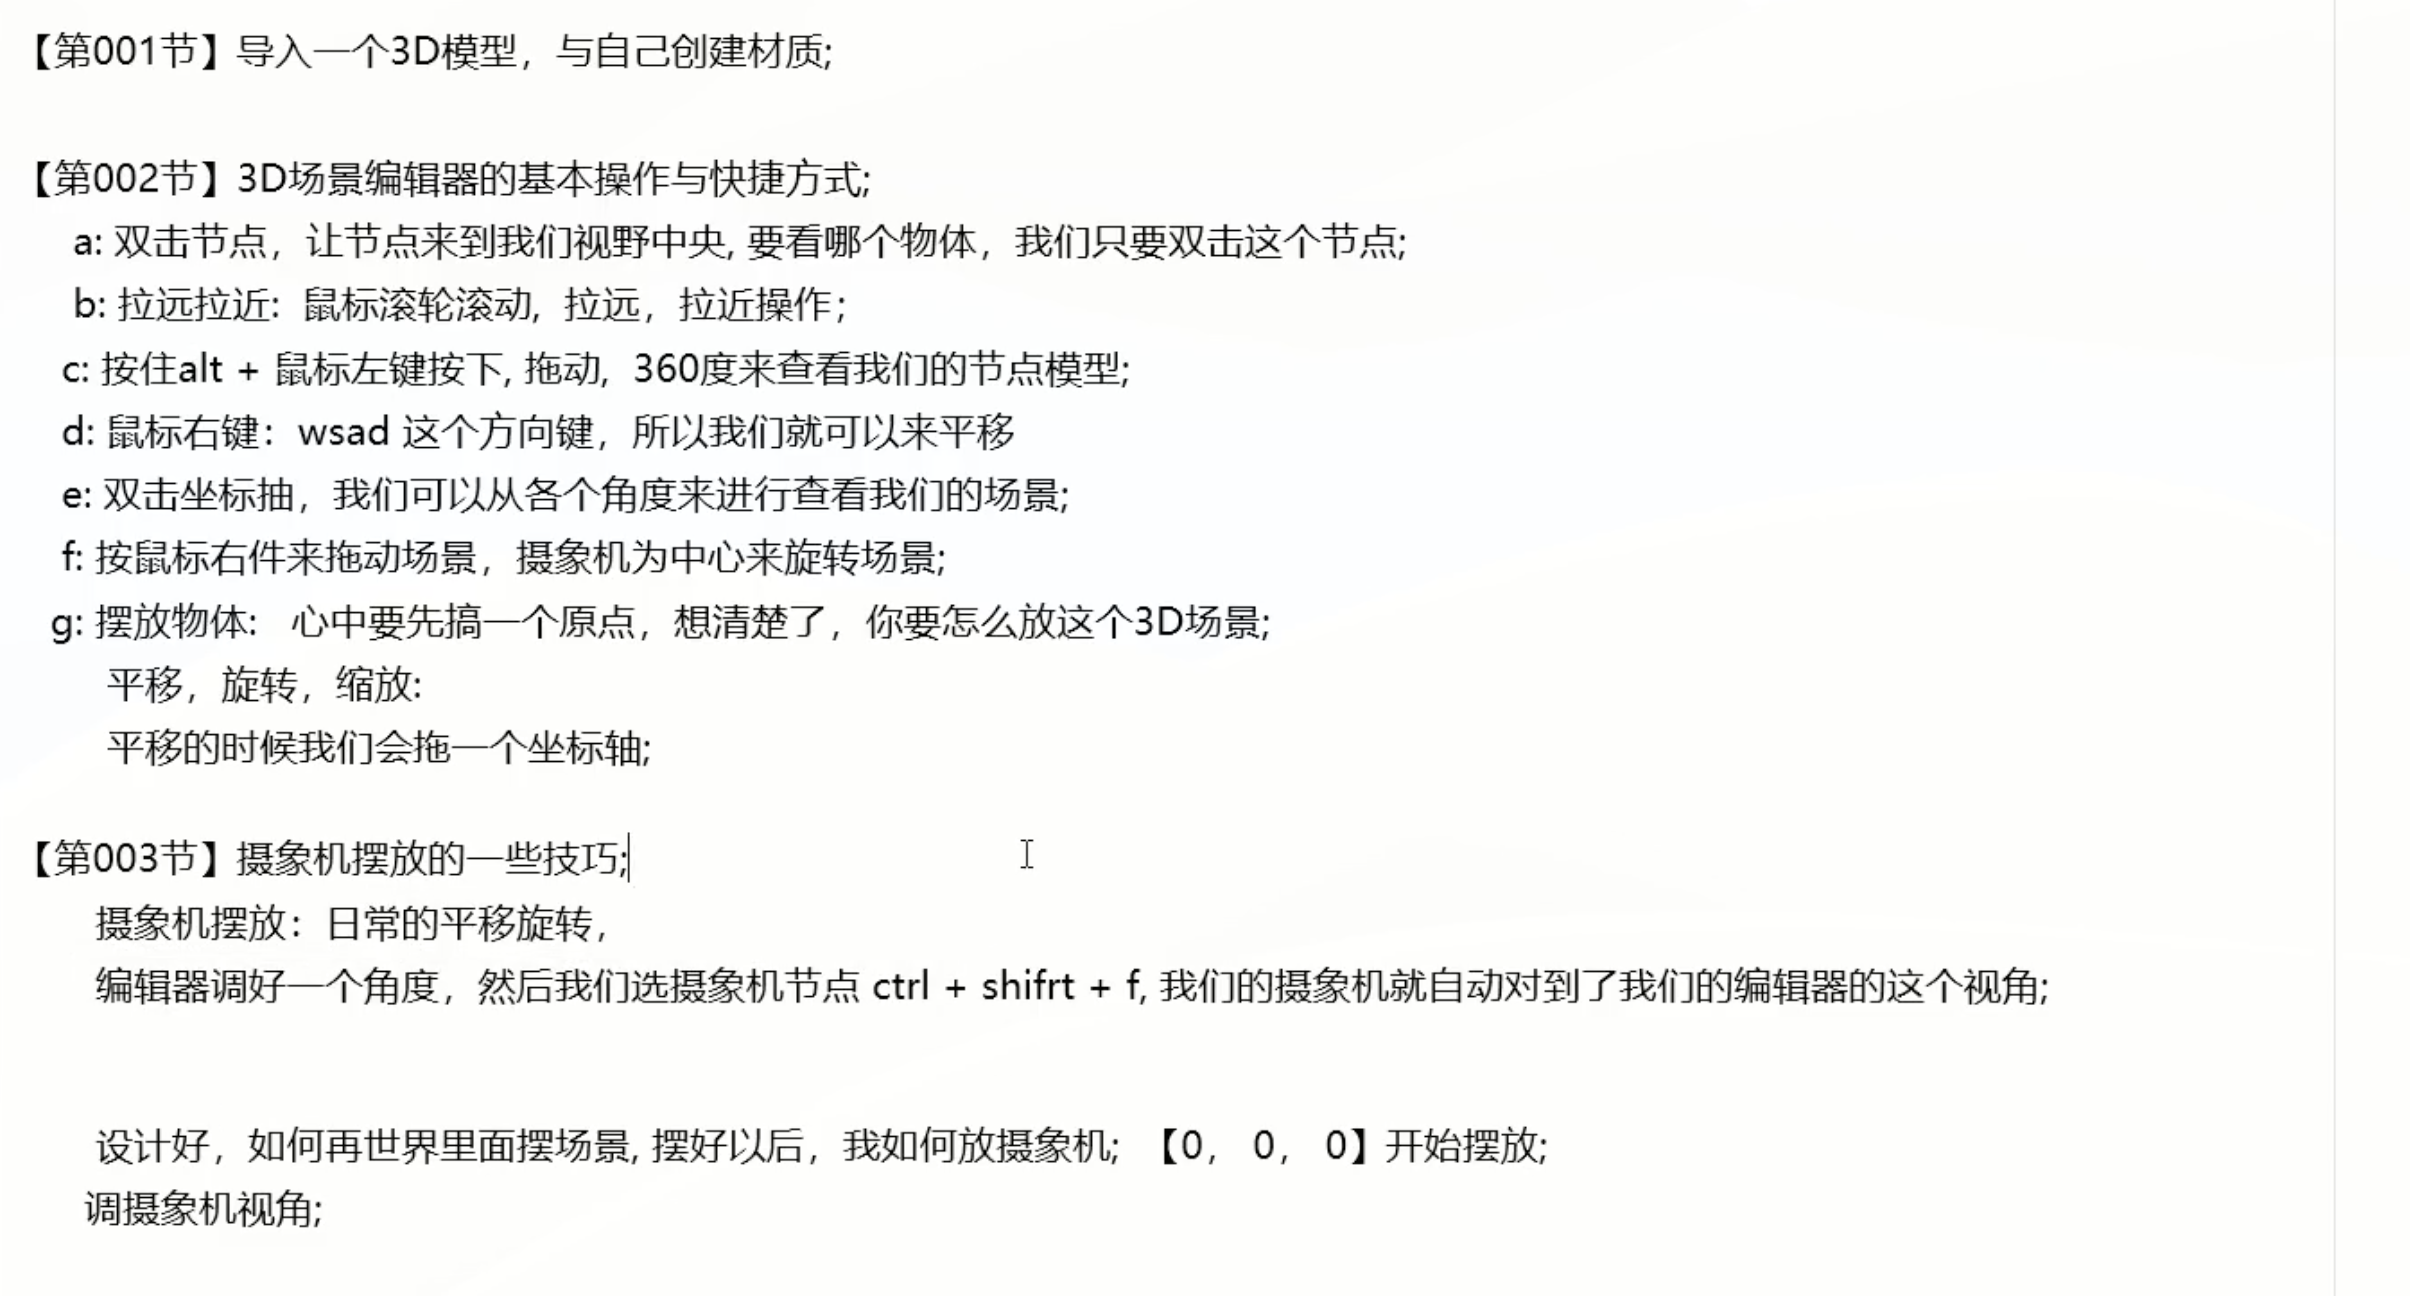 【第001节】导入一个3D模型，与自己创建材质;
【第002节】3D场景编辑器的基本操作与快捷方式;
a: 双击节点，让节点来到我们视野中央, 要看哪个物体，我们只要双击这个节点;
b: 拉远拉近：鼠标滚轮滚动, 拉远，拉近操作；
c: 按住alt + 鼠标左键按下, 拖动，360度来查看我们的节点模型;
d: 鼠标右键：wsad 这个方向键，所以我们就可以来平移
e: 双击坐标抽，我们可以从各个角度来进行查看我们的场景;
f: 按鼠标右件来拖动场景，摄象机为中心来旋转场景;
g: 摆放物体： 心中要先搞一个原点，想清楚了，你要怎么放这个3D场景;
平移，旋转，缩放:
平移的时候我们会拖一个坐标轴;
【第003节】摄象机摆放的一些技巧;
摄象机摆放：日常的平移旋转，
编辑器调好一个角度，然后我们选摄象机节点 ctrl + shifrt + f, 我们的摄象机就自动对到了我们的编辑器的这个视角;
设计好，如何再世界里面摆场景, 摆好以后，我如何放摄象机; 【0， 0， 0】开始摆放;
调摄象机视角;